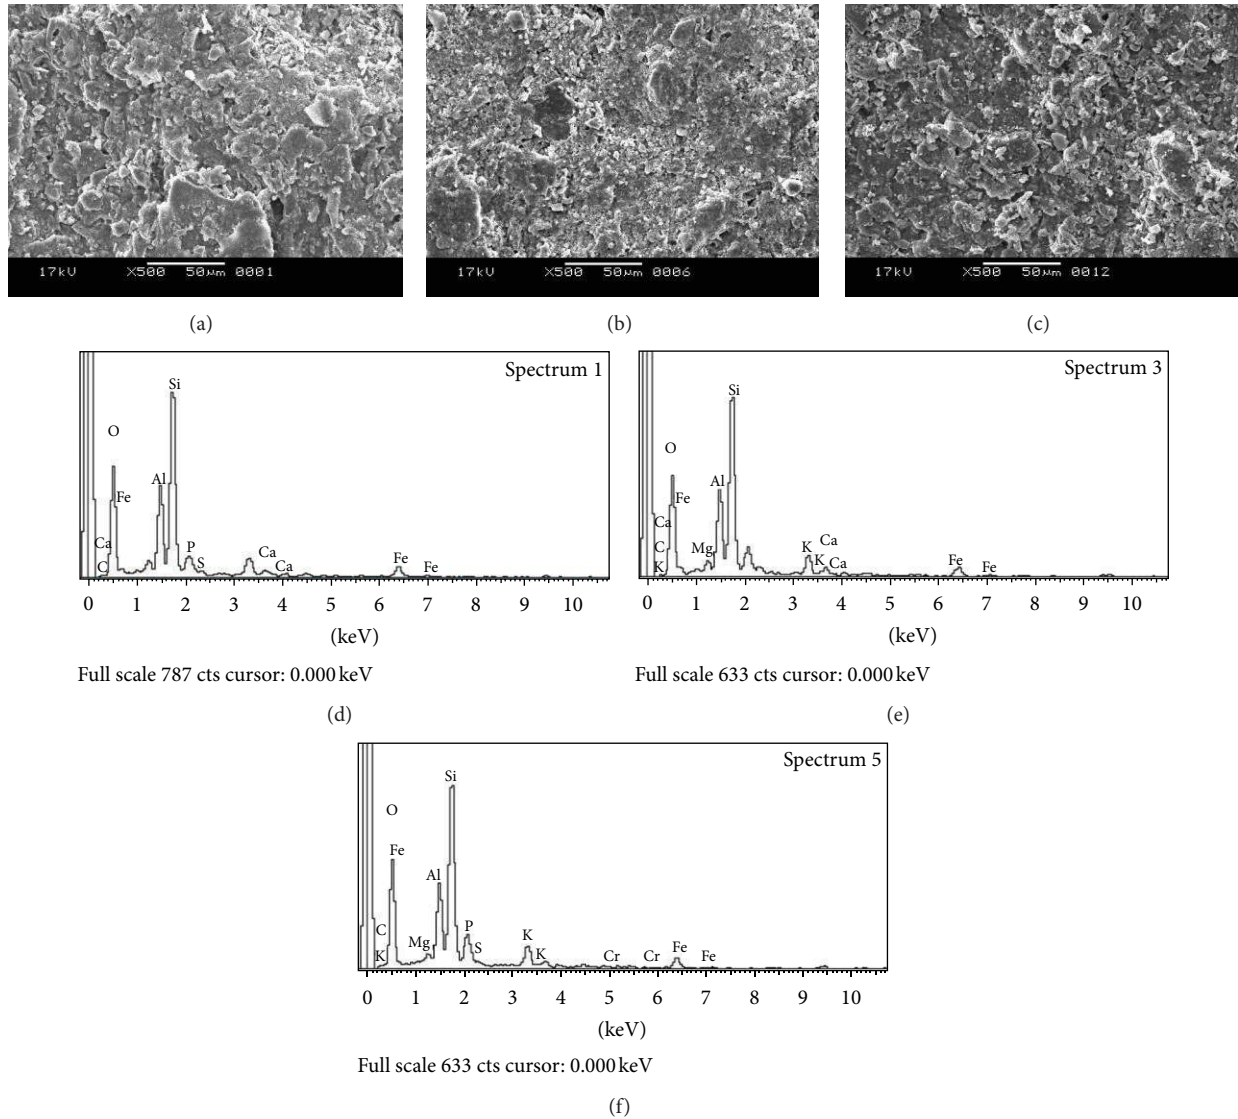 17kV X500 50μm 0001
17kV X500 50μm 0006
17kV X500 50μm 0012
(a)
(b)
(c)
Spectrum 1
Si
O
Al
Fe
Ca
C
P
S
Ca
Ca
Fe
Fe
0 1 2 3 4 5 6 7 8 9 10
(keV)
Full scale 787 cts cursor: 0.000 keV
(d)
Spectrum 3
Si
O
Al
Fe
Ca
C
K
Mg
K
Ca
K
Ca
Fe
Fe
0 1 2 3 4 5 6 7 8 9 10
(keV)
Full scale 633 cts cursor: 0.000 keV
(e)
Spectrum 5
Si
O
Fe
Al
C
K
Mg
P
S
K
K
Cr
Cr
Fe
Fe
0 1 2 3 4 5 6 7 8 9 10
(keV)
Full scale 633 cts cursor: 0.000 keV
(f)